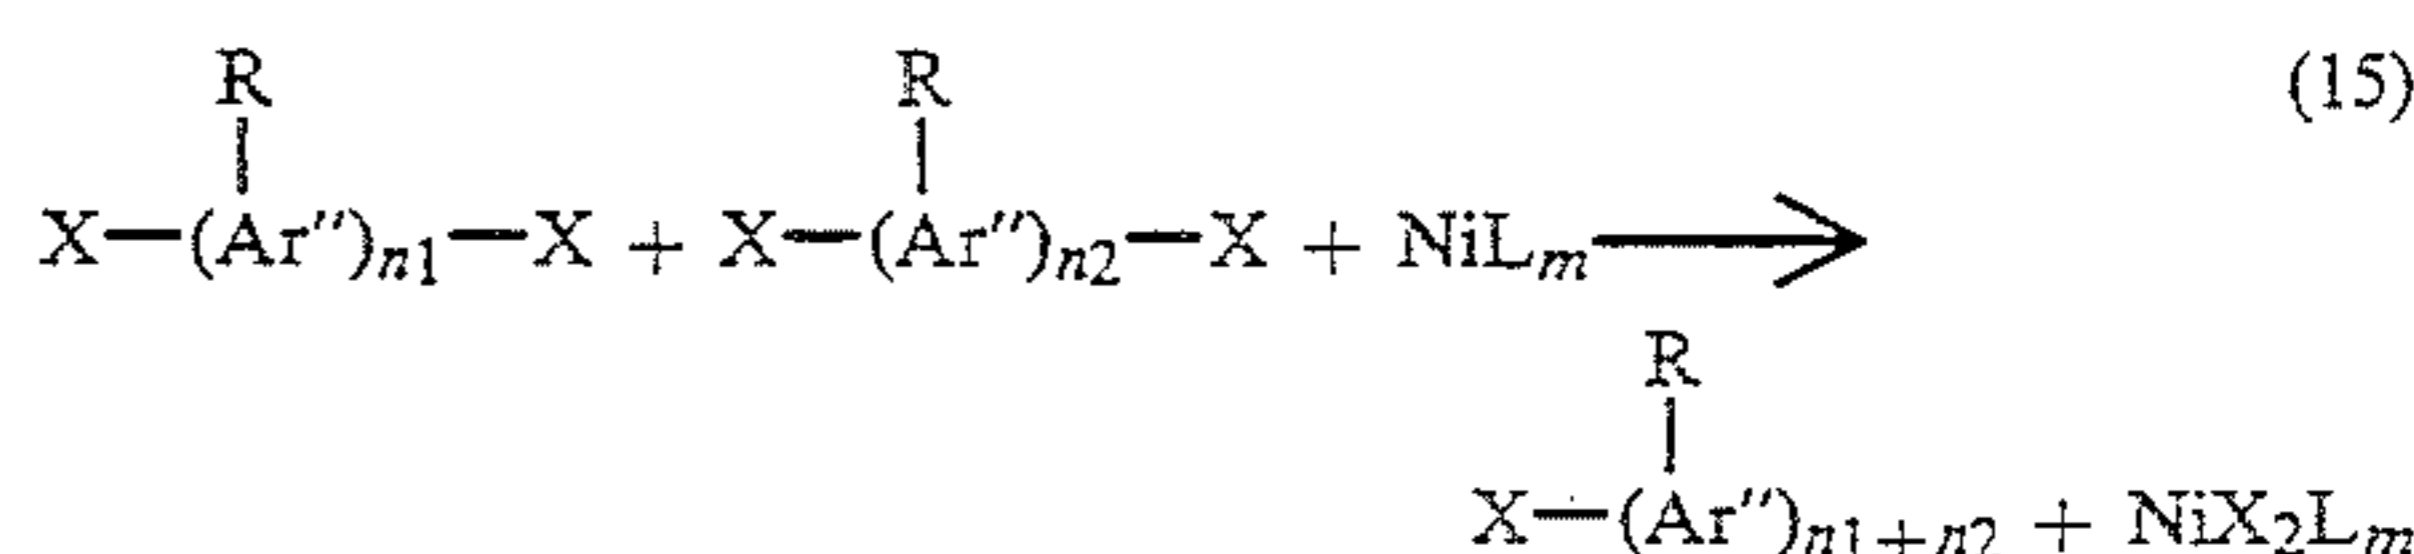 R R (15)
X—(Ar″)n1—X + X—(Ar″)n2—X + NiLm⟶
R
X—(Ar″)n1+n2 + NiX2Lm